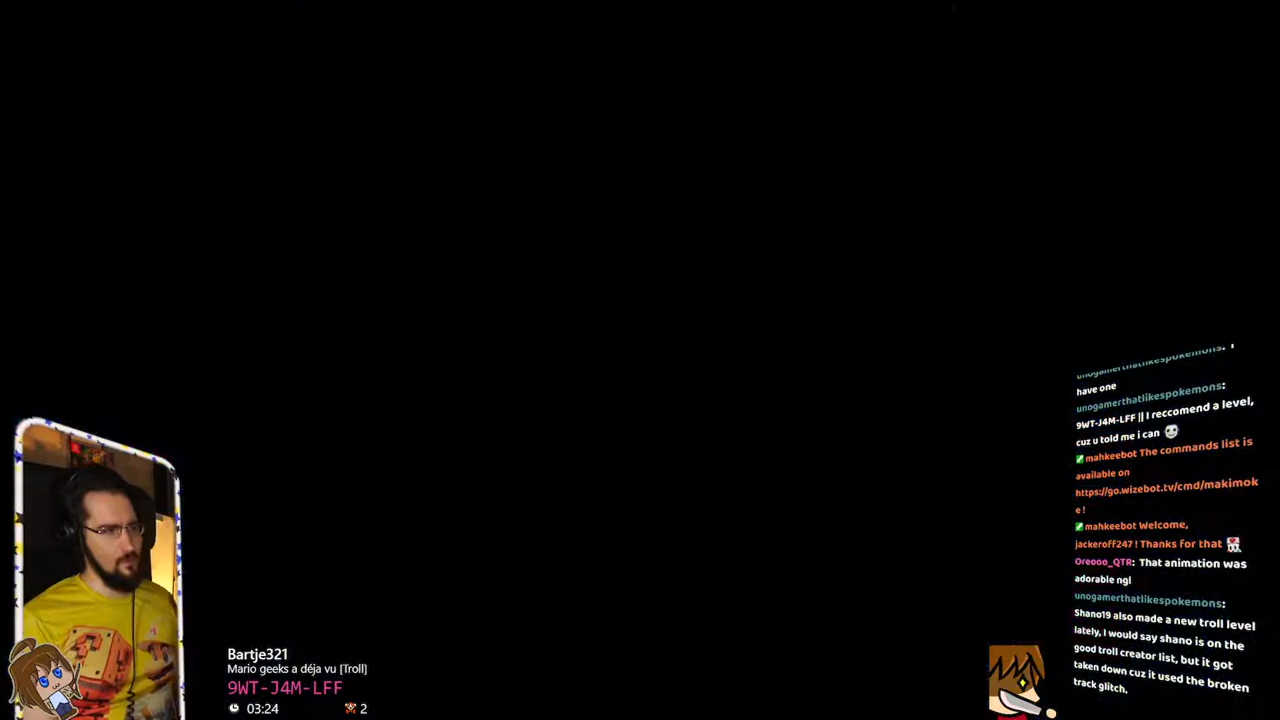 unogamerthatlikespokemons: I
have one
unogamerthatlikespokemons:
9WT-J4M-LFF || I reccomend a level,
cuz u told me i can
mahkeebot The commands list is
available on
https://go.wizebot.tv/cmd/makimok
e !
mahkeebot Welcome,
jackeroff247 ! Thanks for that
Oreooo_QTR: That animation was
adorable ngl
unogamerthatlikespokemons:
Shano19 also made a new troll level
lately, I would say shano is on the
good troll creator list, but it got
taken down cuz it used the broken
track glitch.
Bartje321
Mario geeks a déja vu [Troll]
9WT-J4M-LFF
03:24
2